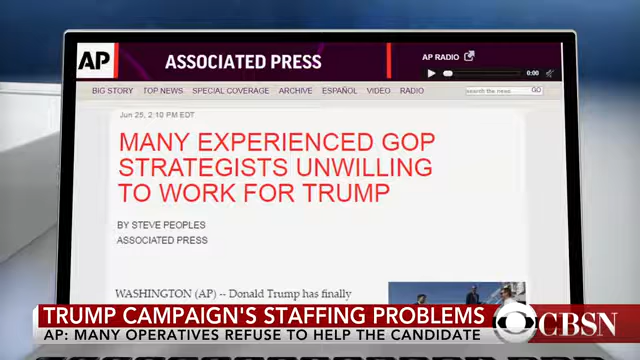 AP ASSOCIATED PRESS
AP RADIO
0:00
BIG STORY TOP NEWS SPECIAL COVERAGE ARCHIVE ESPAÑOL VIDEO RADIO search the news GO
Jun 25, 2:10 PM EDT
MANY EXPERIENCED GOP
STRATEGISTS UNWILLING
TO WORK FOR TRUMP
BY STEVE PEOPLES
ASSOCIATED PRESS
WASHINGTON (AP) -- Donald Trump has finally
TRUMP CAMPAIGN'S STAFFING PROBLEMS
AP: MANY OPERATIVES REFUSE TO HELP THE CANDIDATE
CBSN